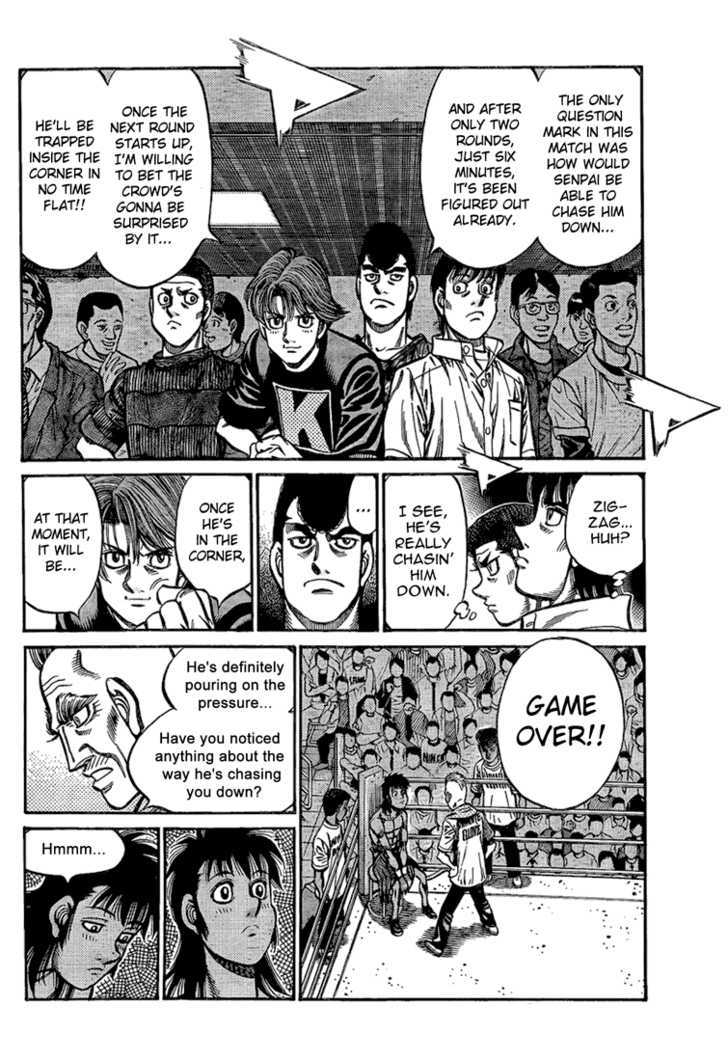 THE ONLY
QUESTION
MARK IN THIS
MATCH WAS
HOW WOULD
SENPAI BE
ABLE TO
CHASE HIM
DOWN...
AND AFTER
ONLY TWO
ROUNDS,
JUST SIX
MINUTES,
IT'S BEEN
FIGURED OUT
ALREADY.
ONCE THE
NEXT ROUND
STARTS UP,
I'M WILLING
TO BET THE
CROWD'S
GONNA BE
SURPRISED
BY IT...
HE'LL BE
TRAPPED
INSIDE THE
CORNER IN
NO TIME
FLAT!!
K
ZIG-
ZAG...
HUH?
I SEE,
HE'S
REALLY
CHASIN'
HIM
DOWN.
...
ONCE
HE'S
IN THE
CORNER,
AT THAT
MOMENT,
IT WILL
BE...
GAME
OVER!!
He's definitely
pouring on the
pressure...
Have you noticed
anything about the
way he's chasing
you down?
Hmmm...